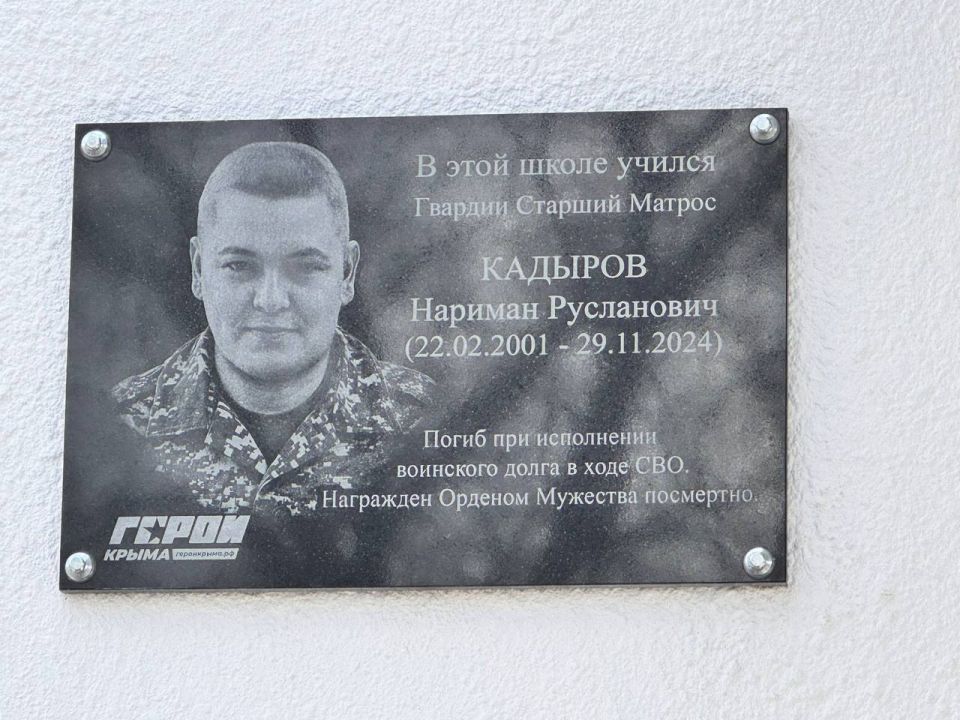 В этой школе учился
Гвардии Старший Матрос
КАДЫРОВ
Нариман Русланович
(22.02.2001 - 29.11.2024)
Погиб при исполнении
воинского долга в ходе СВО.
Награжден Орденом Мужества посмертно.
ГЕРОИ
КРЫМА геройкрыма.рф